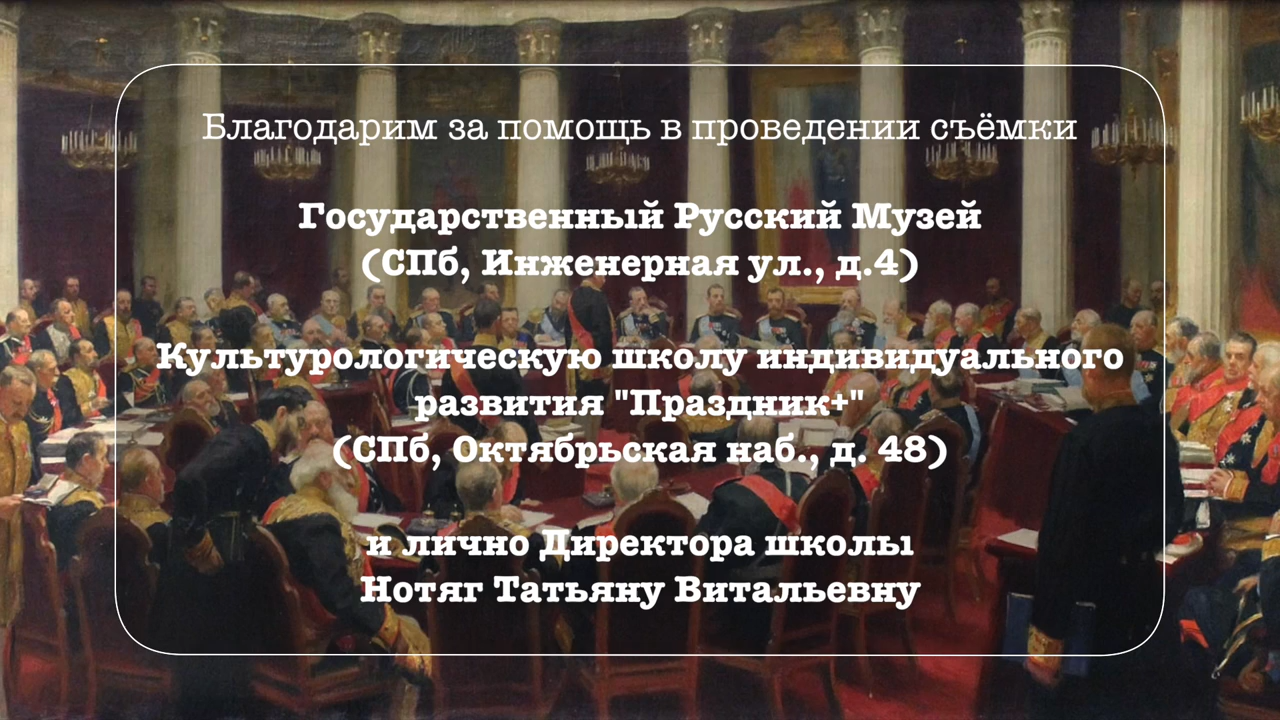 Благодарим за помощь в проведении съёмки
Государственный Русский Музей
(СПб, Инженерная ул., д.4)
Культурологическую школу индивидуального
развития "Праздник+"
(СПб, Октябрьская наб., д. 48)
и лично Директора школы
Нотяг Татьяну Витальевну